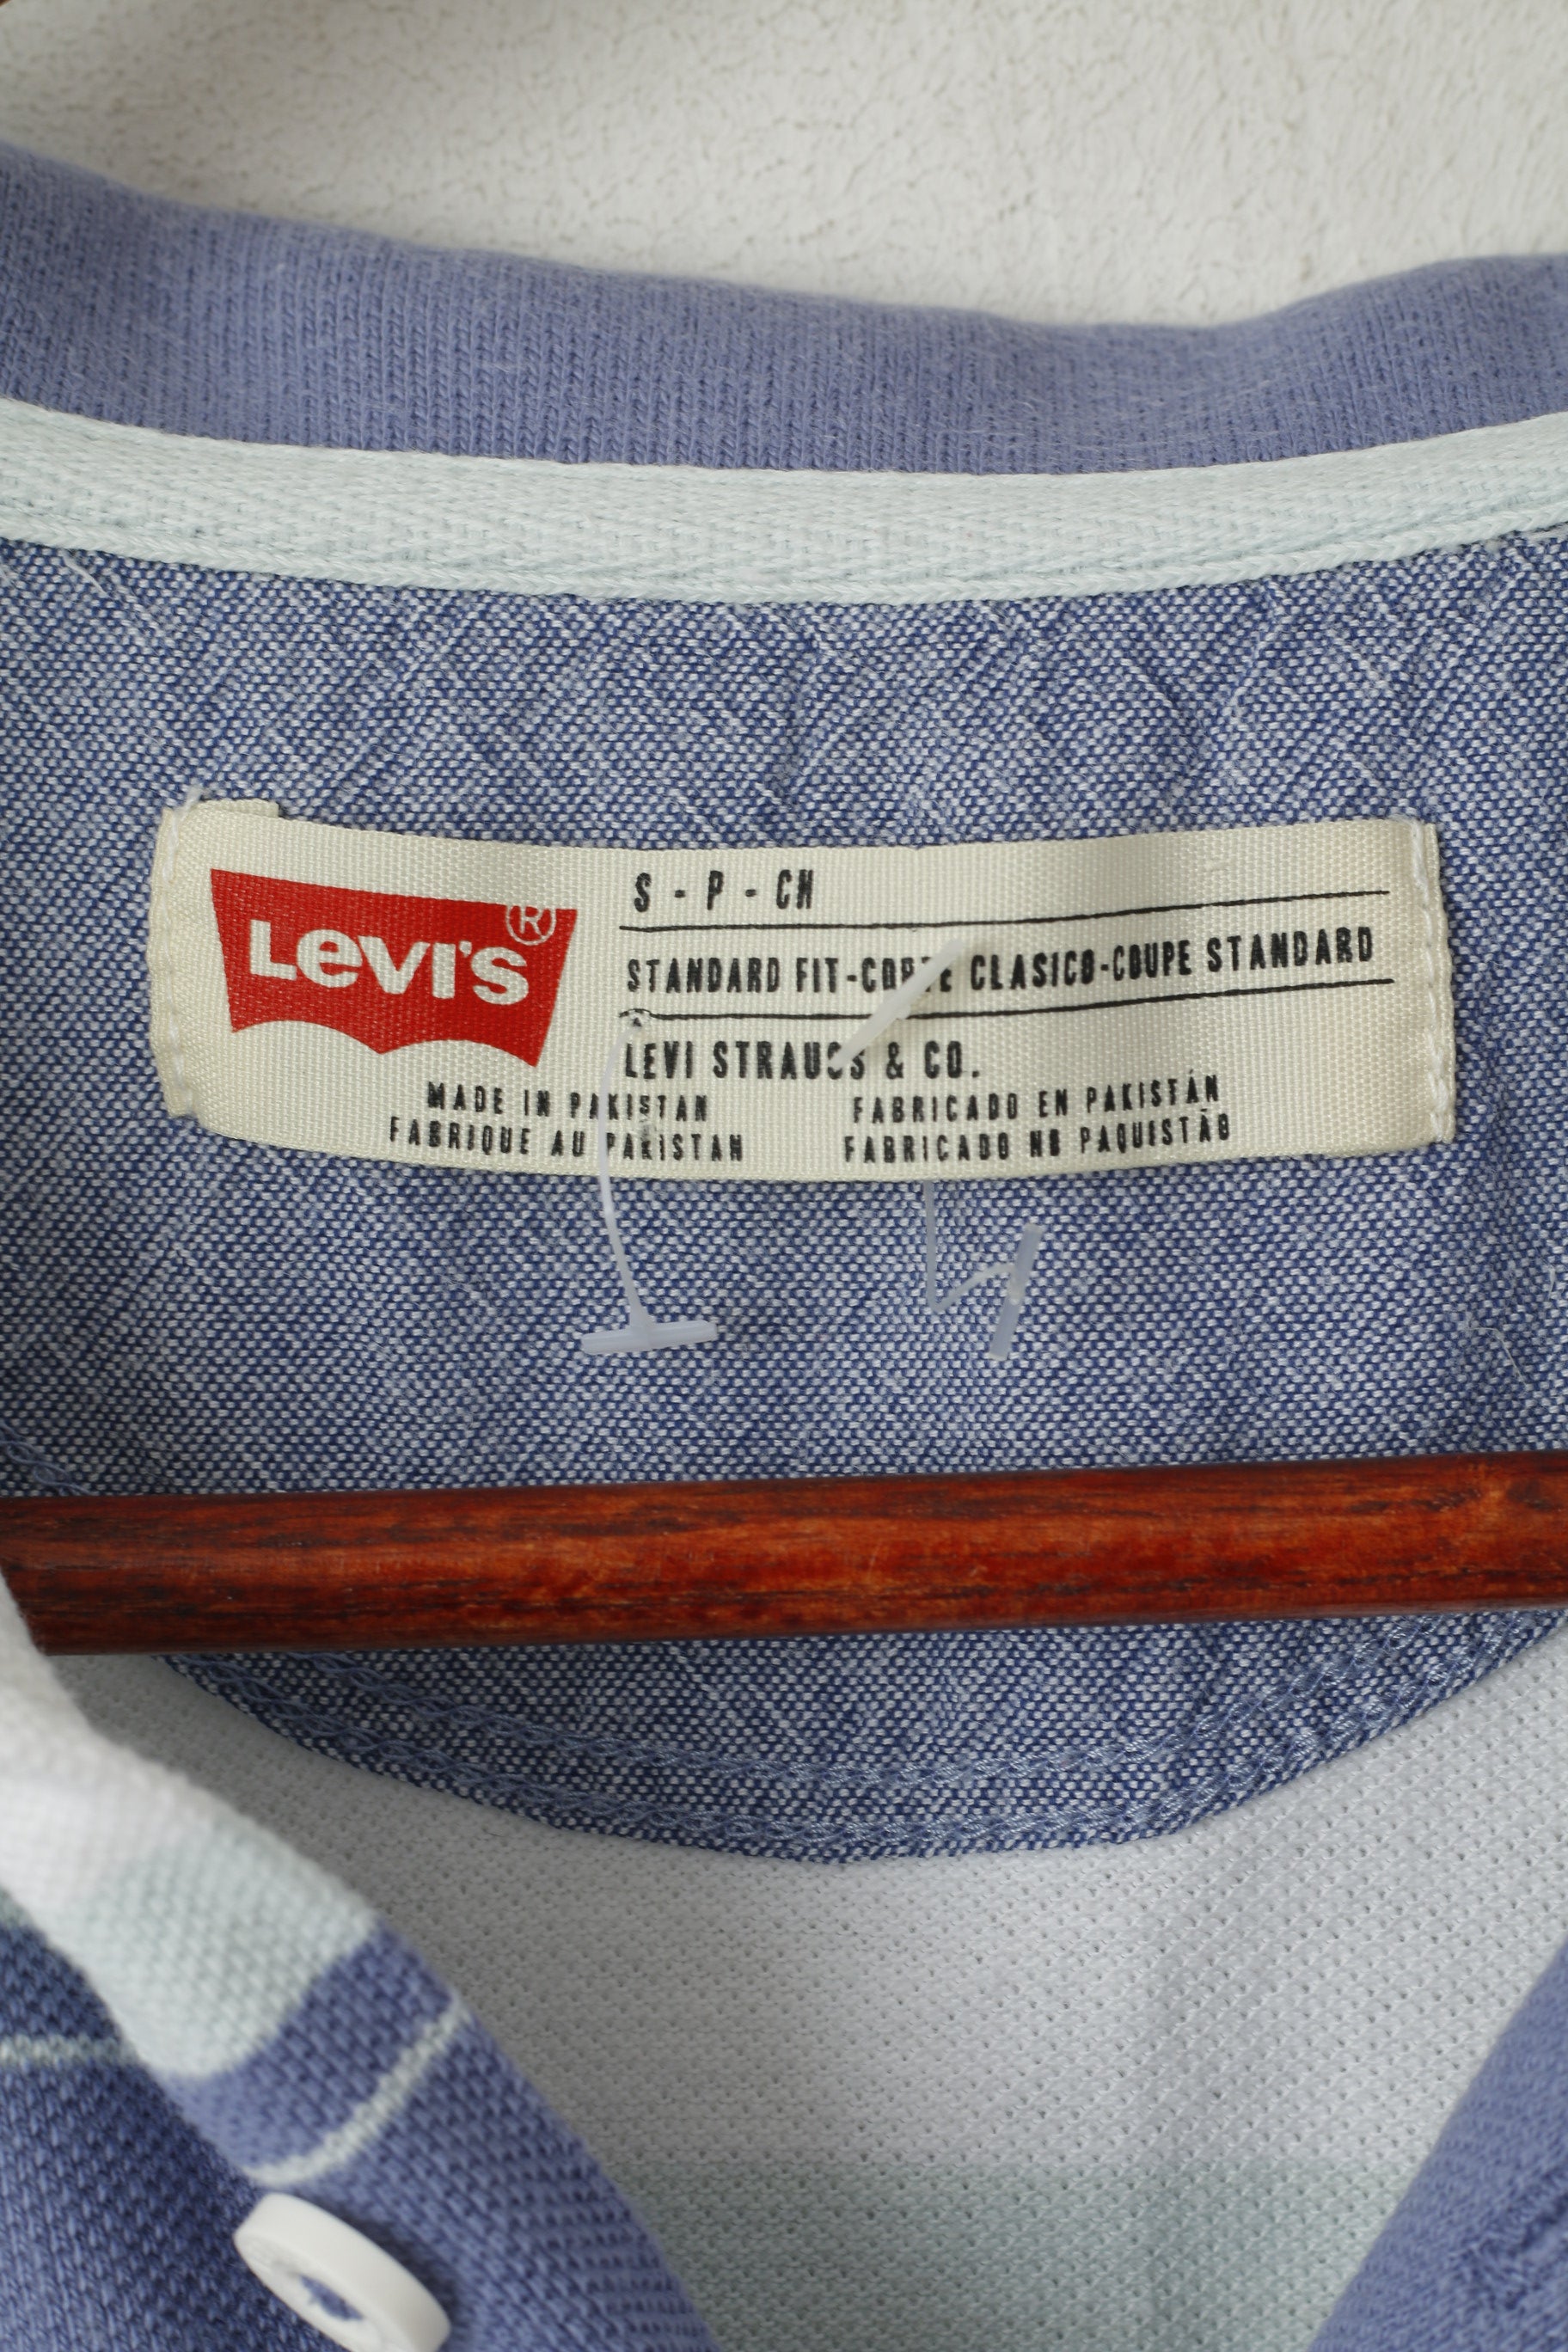 LEVI'S ®
S - P - CH
STANDARD FIT-CORTE CLASICO-COUPE STANDARD
LEVI STRAUSS & CO.
MADE IN PAKISTAN
FABRIQUE AU PAKISTAN
FABRICADO EN PAKISTÁN
FABRICADO NO PAQUISTÃO